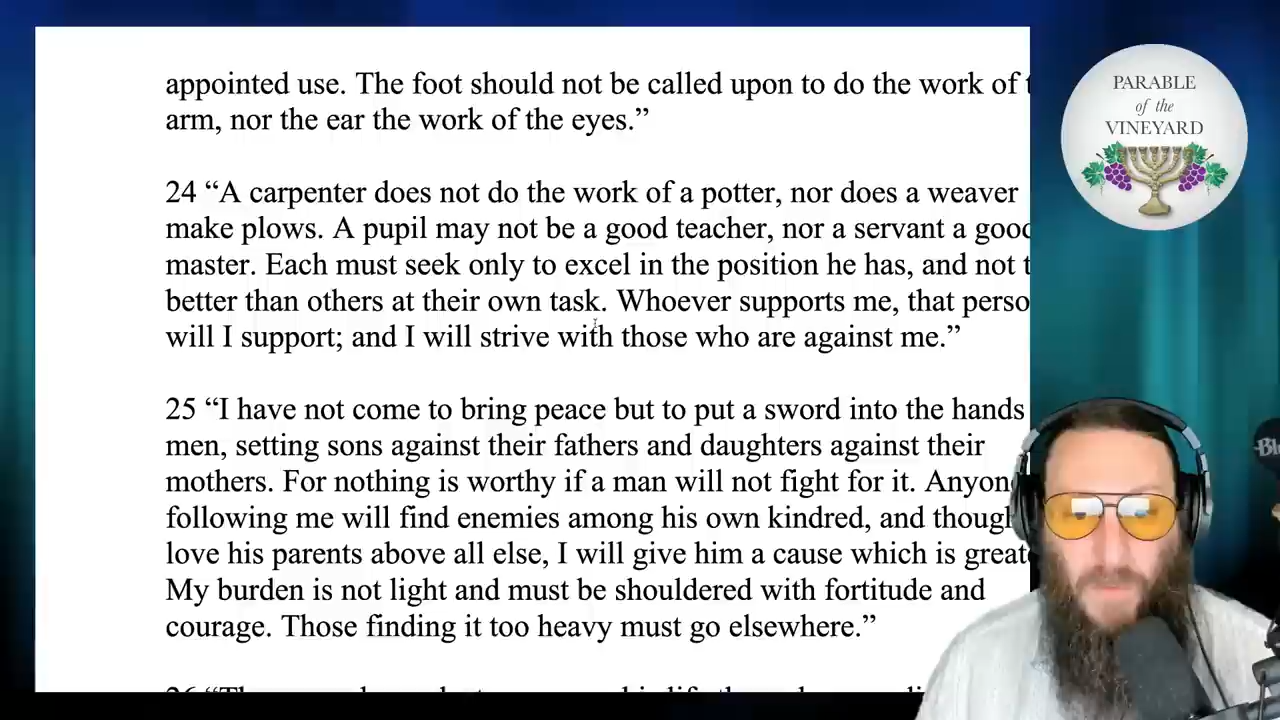 appointed use. The foot should not be called upon to do the work of
arm, nor the ear the work of the eyes.”
24 “A carpenter does not do the work of a potter, nor does a weaver
make plows. A pupil may not be a good teacher, nor a servant a good
master. Each must seek only to excel in the position he has, and not
better than others at their own task. Whoever supports me, that
will I support; and I will strive with those who are against me.”
25 “I have not come to bring peace but to put a sword into the hands
men, setting sons against their fathers and daughters against their
mothers. For nothing is worthy if a man will not fight for it.
following me will find enemies among his own kindred, and
love his parents above all else, I will give him a cause which is
My burden is not light and must be shouldered with fortitude and
courage. Those finding it too heavy must go elsewhere.”
PARABLE
of the
VINEYARD